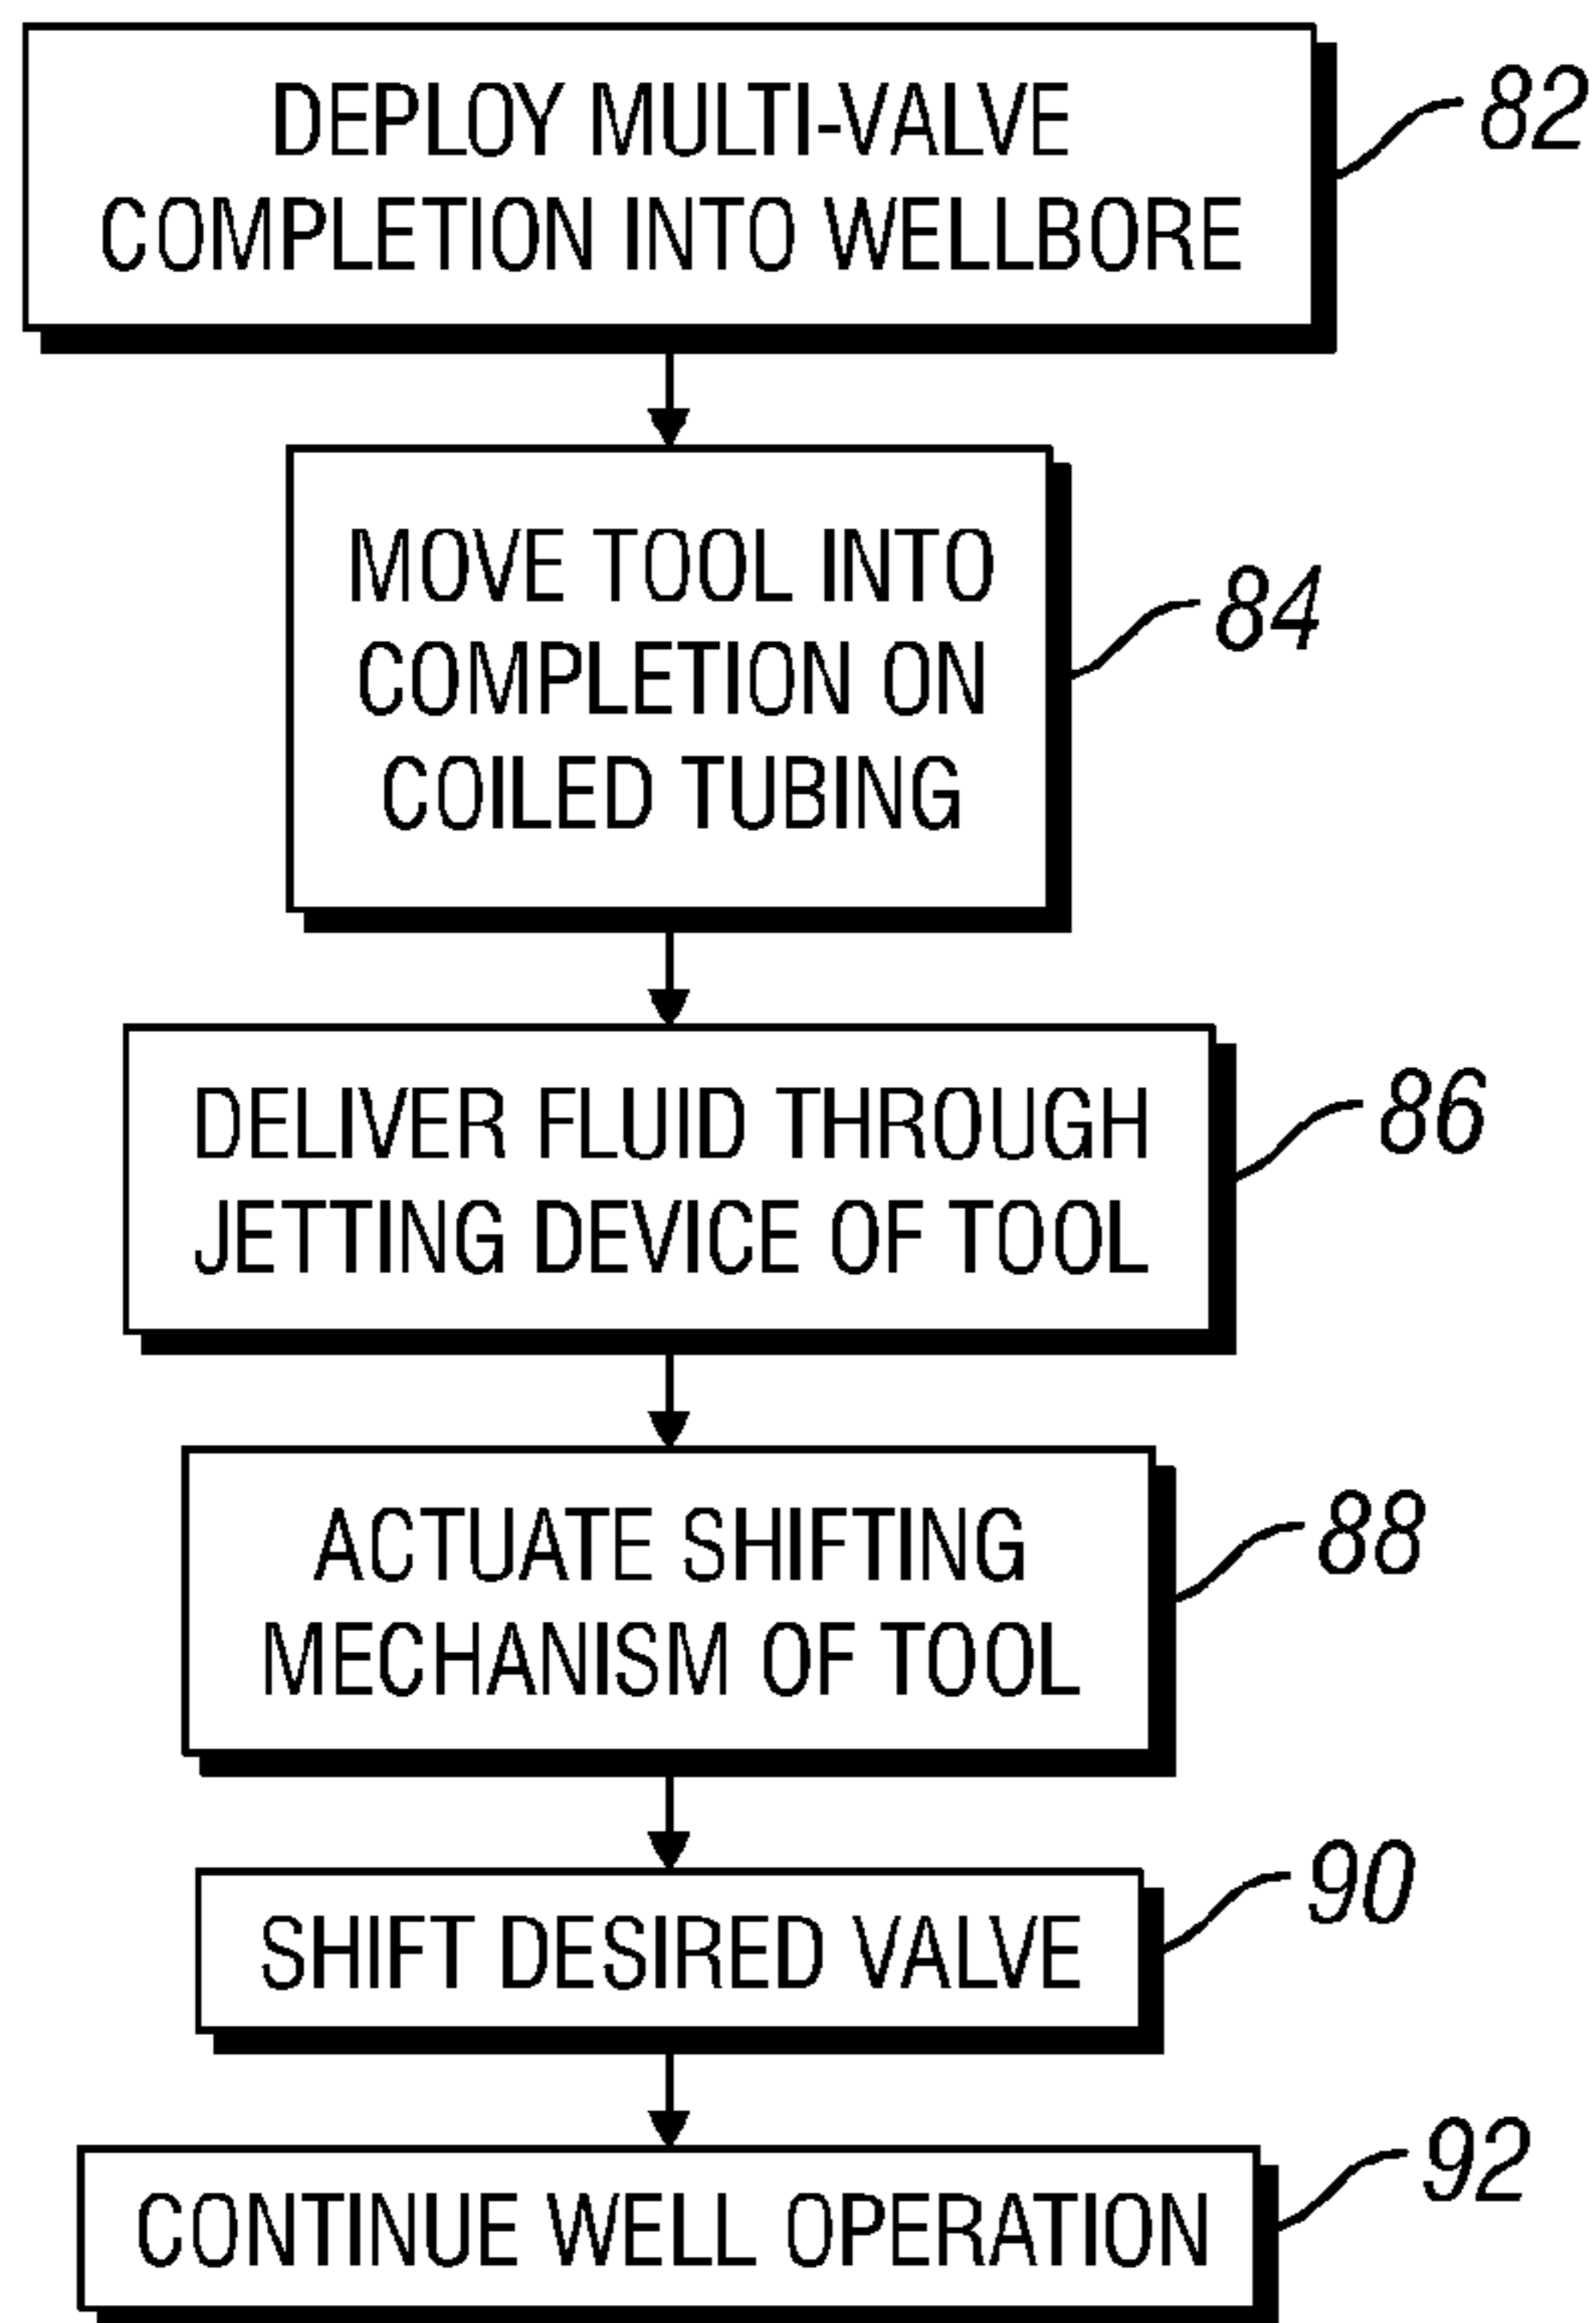 DEPLOY MULTI-VALVE
COMPLETION INTO WELLBORE
82
MOVE TOOL INTO
COMPLETION ON
COILED TUBING
84
DELIVER FLUID THROUGH
JETTING DEVICE OF TOOL
86
ACTUATE SHIFTING
MECHANISM OF TOOL
88
SHIFT DESIRED VALVE
90
CONTINUE WELL OPERATION
92